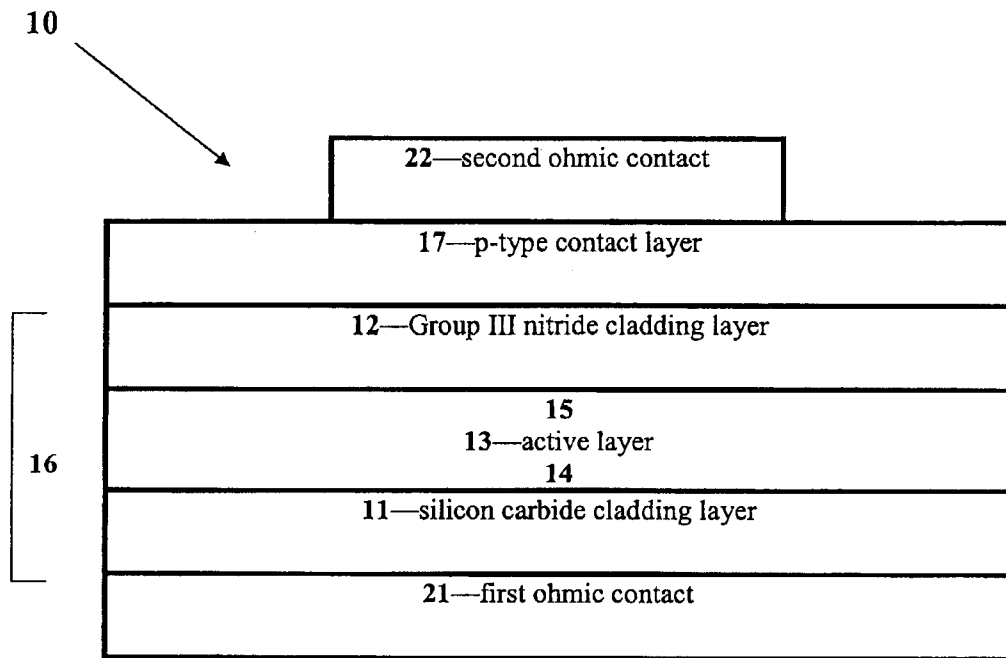 10
22—second ohmic contact
17—p-type contact layer
12—Group III nitride cladding layer
15
13—active layer
16
14
11—silicon carbide cladding layer
21—first ohmic contact